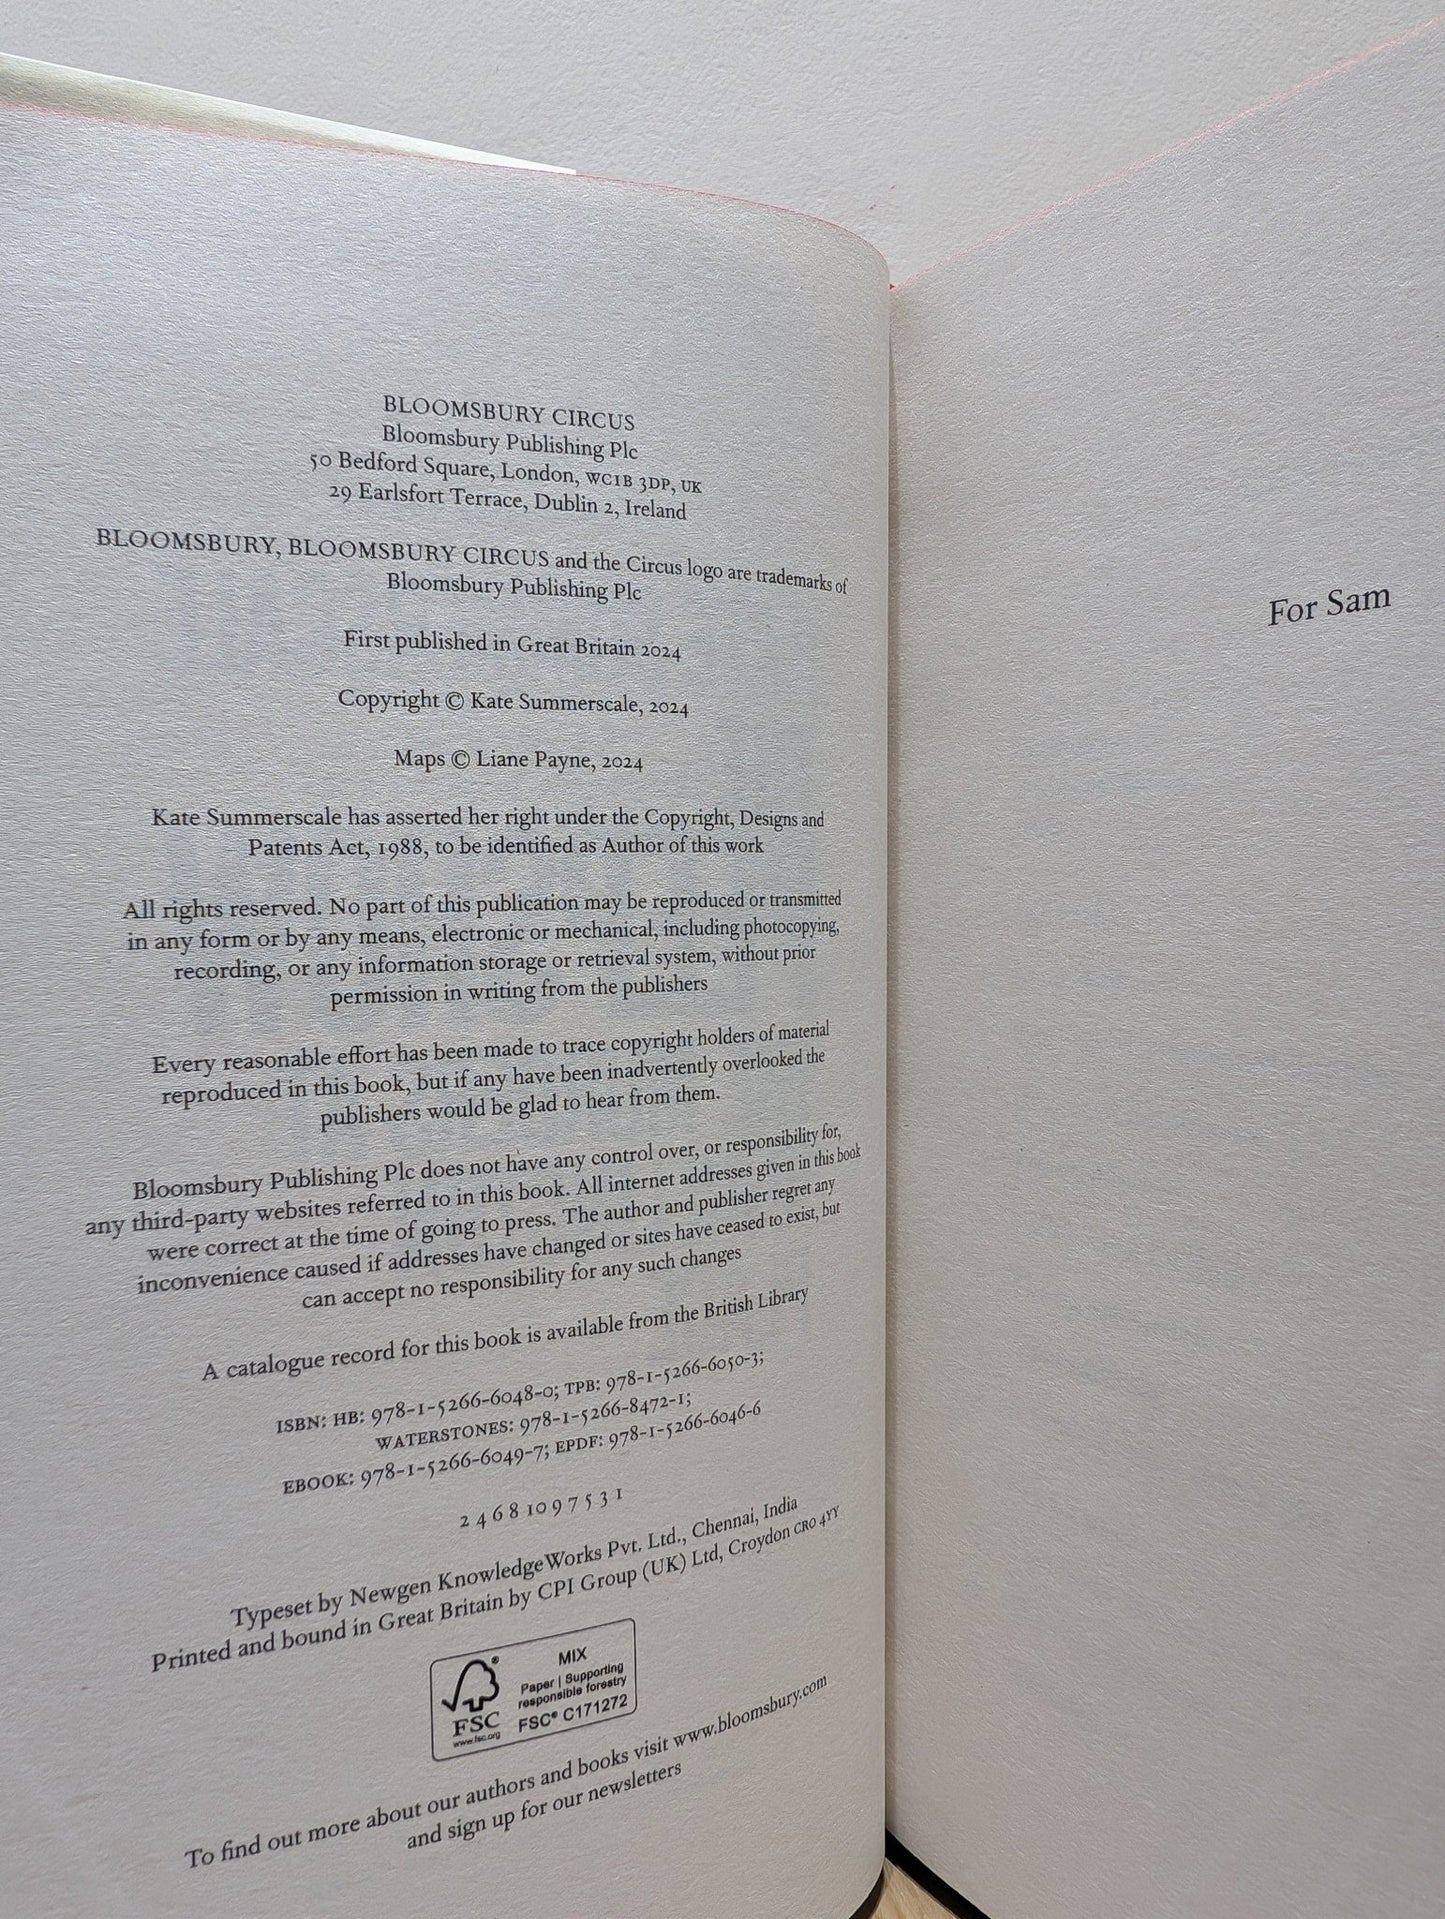 BLOOMSBURY CIRCUS
Bloomsbury Publishing Plc
50 Bedford Square, London, WC1B 3DP, UK
29 Earlsfort Terrace, Dublin 2, Ireland
BLOOMSBURY, BLOOMSBURY CIRCUS and the Circus logo are trademarks of
Bloomsbury Publishing Plc
First published in Great Britain 2024
Copyright © Kate Summerscale, 2024
Maps © Liane Payne, 2024
Kate Summerscale has asserted her right under the Copyright, Designs and
Patents Act, 1988, to be identified as Author of this work
All rights reserved. No part of this publication may be reproduced or transmitted
in any form or by any means, electronic or mechanical, including photocopying,
recording, or any information storage or retrieval system, without prior
permission in writing from the publishers
Every reasonable effort has been made to trace copyright holders of material
reproduced in this book, but if any have been inadvertently overlooked the
publishers would be glad to hear from them.
Bloomsbury Publishing Plc does not have any control over, or responsibility for,
any third-party websites referred to in this book. All internet addresses given in this book
were correct at the time of going to press. The author and publisher regret any
inconvenience caused if addresses have changed or sites have ceased to exist, but
can accept no responsibility for any such changes
A catalogue record for this book is available from the British Library
ISBN: HB: 978-1-5266-6048-0; TPB: 978-1-5266-6050-3;
WATERSTONES: 978-1-5266-8472-1;
EBOOK: 978-1-5266-6049-7; EPDF: 978-1-5266-6046-6
2 4 6 8 10 9 7 5 3 1
Typeset by Newgen KnowledgeWorks Pvt. Ltd., Chennai, India
Printed and bound in Great Britain by CPI Group (UK) Ltd, Croydon CR0 4YY
FSC®
www.fsc.org
MIX
Paper | Supporting
responsible forestry
FSC® C171272
To find out more about our authors and books visit www.bloomsbury.com
and sign up for our newsletters
For Sam